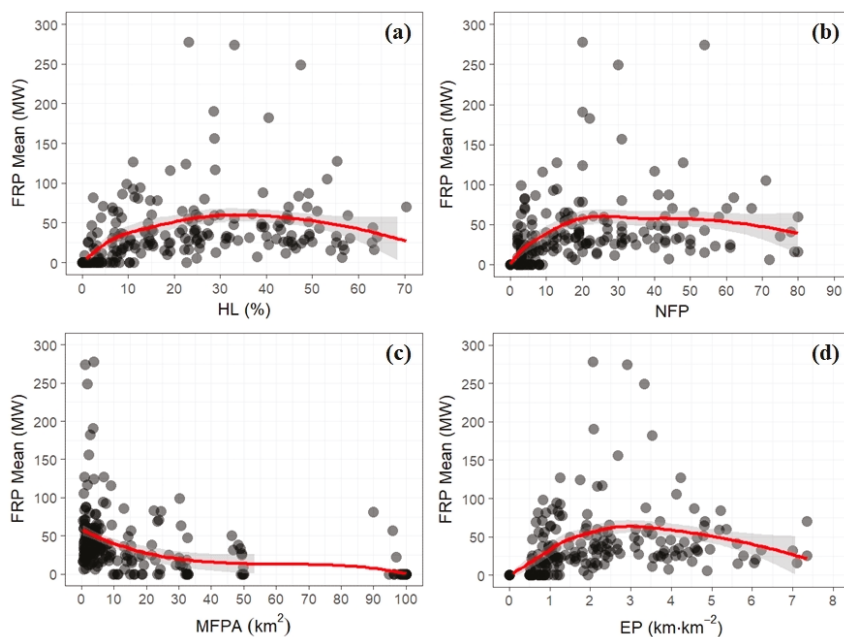 (a)
FRP Mean (MW)
300
250
200
150
100
50
0
0 10 20 30 40 50 60 70
HL (%)
(b)
FRP Mean (MW)
300
250
200
150
100
50
0
0 10 20 30 40 50 60 70 80 90
NFP
(c)
FRP Mean (MW)
300
250
200
150
100
50
0
0 10 20 30 40 50 60 70 80 90 100
MFPA (km²)
(d)
FRP Mean (MW)
300
250
200
150
100
50
0
0 1 2 3 4 5 6 7 8
EP (km·km⁻²)